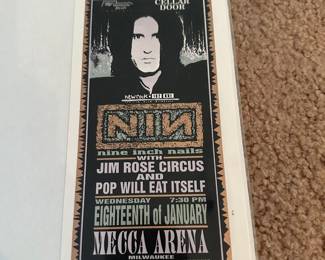 CELLAR
DOOR
NIИ
nine inch nails
WITH
JIM ROSE CIRCUS
AND
POP WILL EAT ITSELF
WEDNESDAY 7:30 PM
EIGHTEENTH of JANUARY
MECCA ARENA
MILWAUKEE